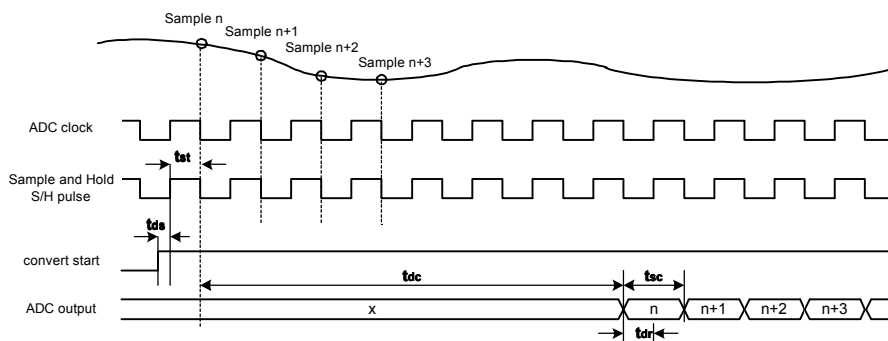 Sample n
Sample n+1
Sample n+2
Sample n+3
ADC clock
tst
Sample and Hold
S/H pulse
tds
convert start
tdc
tsc
ADC output
x
n
n+1
n+2
n+3
tdr